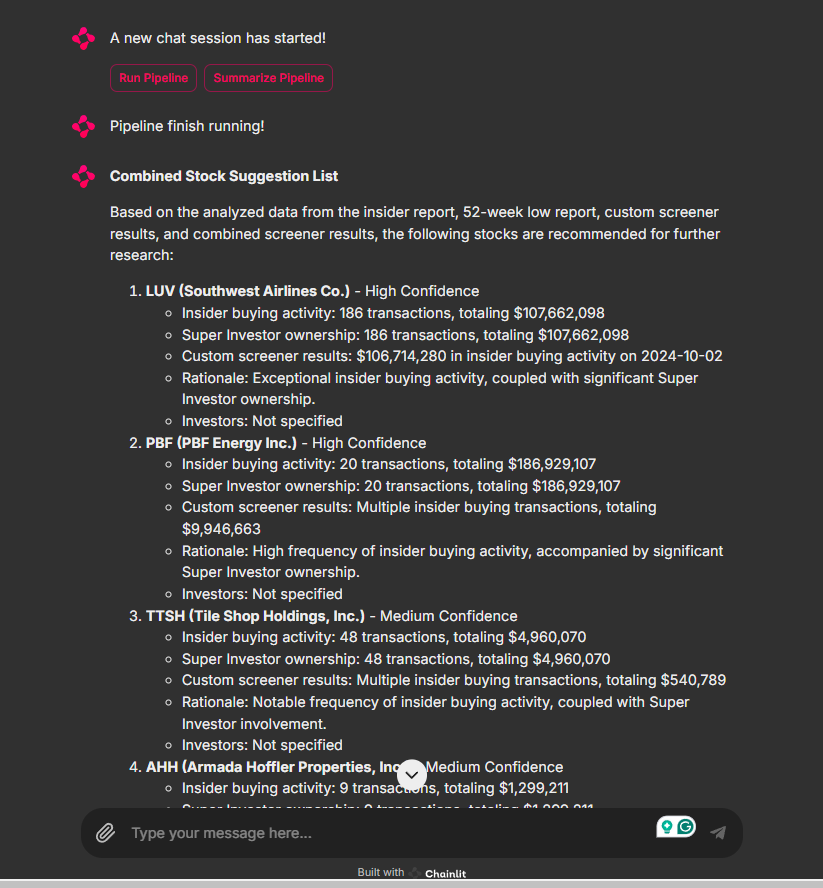 A new chat session has started!
Run Pipeline Summarize Pipeline
Pipeline finish running!
Combined Stock Suggestion List
Based on the analyzed data from the insider report, 52-week low report, custom screener
results, and combined screener results, the following stocks are recommended for further
research:
1. LUV (Southwest Airlines Co.) - High Confidence
Insider buying activity: 186 transactions, totaling $107,662,098
Super Investor ownership: 186 transactions, totaling $107,662,098
Custom screener results: $106,714,280 in insider buying activity on 2024-10-02
Rationale: Exceptional insider buying activity, coupled with significant Super
Investor ownership.
Investors: Not specified
2. PBF (PBF Energy Inc.) - High Confidence
Insider buying activity: 20 transactions, totaling $186,929,107
Super Investor ownership: 20 transactions, totaling $186,929,107
Custom screener results: Multiple insider buying transactions, totaling
$9,946,663
Rationale: High frequency of insider buying activity, accompanied by significant
Super Investor ownership.
Investors: Not specified
3. TTSH (Tile Shop Holdings, Inc.) - Medium Confidence
Insider buying activity: 48 transactions, totaling $4,960,070
Super Investor ownership: 48 transactions, totaling $4,960,070
Custom screener results: Multiple insider buying transactions, totaling $540,789
Rationale: Notable frequency of insider buying activity, coupled with Super
Investor involvement.
Investors: Not specified
4. AHH (Armada Hoffler Properties, Inc Medium Confidence
Insider buying activity: 9 transactions, totaling $1,299,211
Super Investor ownership: 9 transactions, totaling $1,299,211
Type your message here...
Built with Chainlit